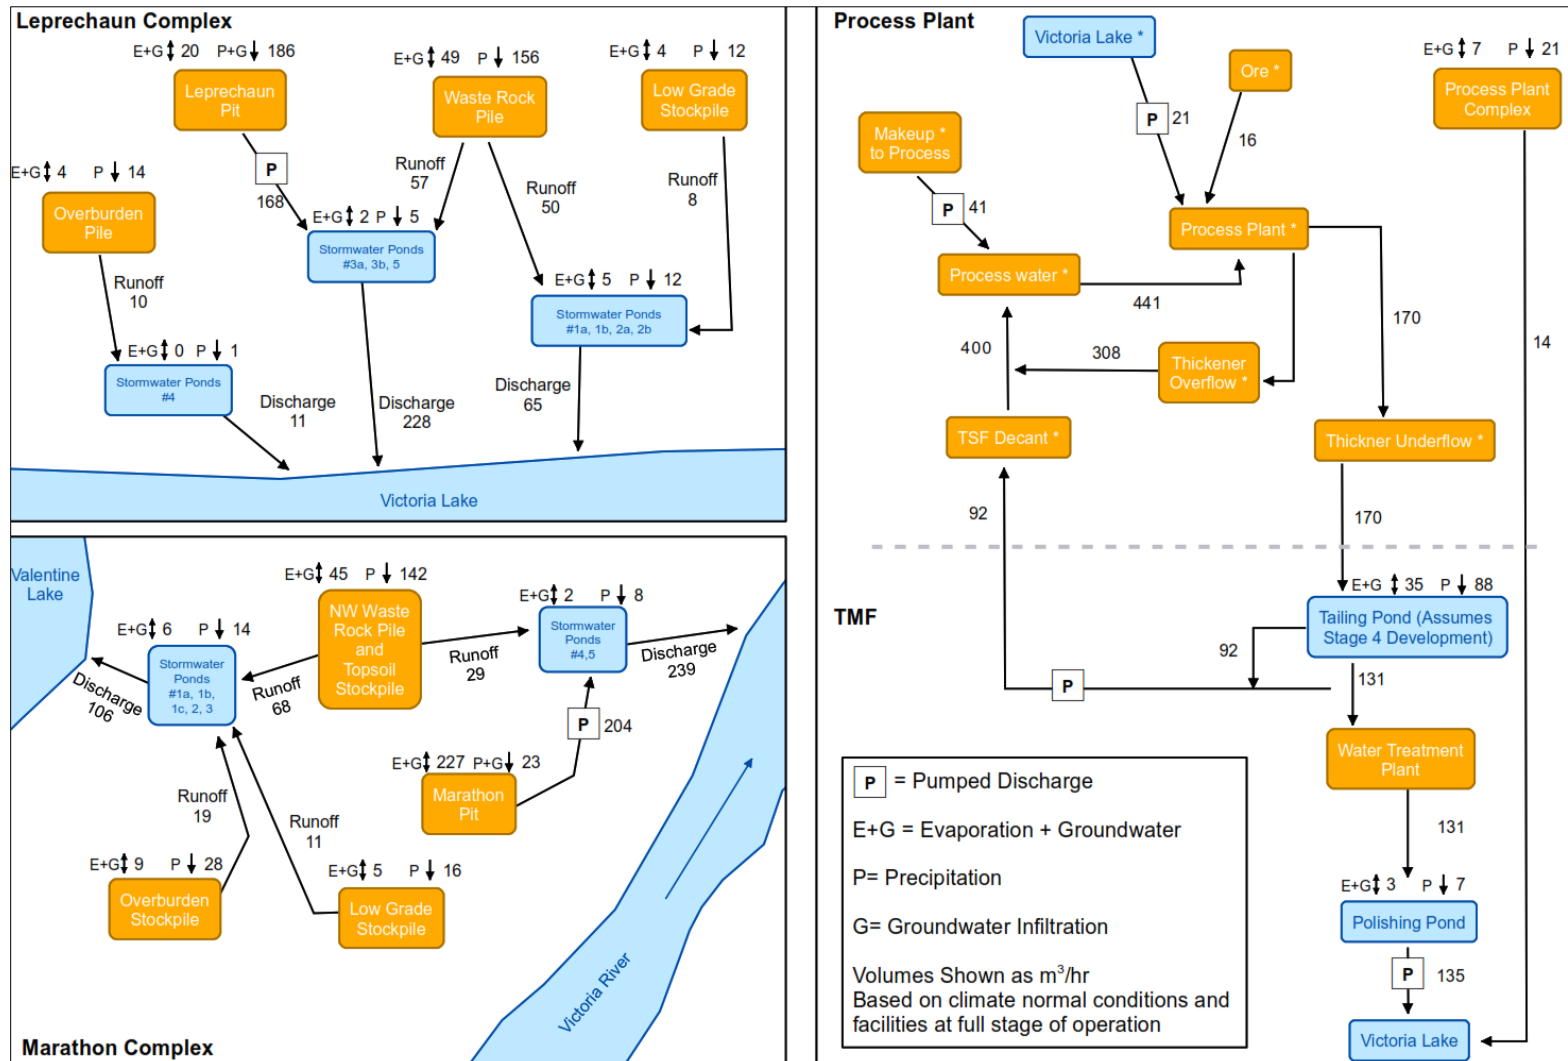 Leprechaun Complex
E+G 20 P+G 186
Leprechaun
Pit
E+G 49 P 156
Waste Rock
Pile
E+G 4 P 12
Low Grade
Stockpile
E+G 4 P 14
Overburden
Pile
P
168
Runoff
57
Runoff
50
Runoff
8
Runoff
10
E+G 2 P 5
Stormwater Ponds
#3a, 3b, 5
E+G 5 P 12
Stormwater Ponds
#1a, 1b, 2a, 2b
E+G 0 P 1
Stormwater Ponds
#4
Discharge
11
Discharge
228
Discharge
65
Victoria Lake
Valentine
Lake
E+G 45 P 142
NW Waste
Rock Pile
and
Topsoil
Stockpile
E+G 2 P 8
Stormwater
Ponds
#4,5
E+G 6 P 14
Stormwater
Ponds
#1a, 1b,
1c, 2, 3
Discharge
106
Runoff
68
Runoff
29
Discharge
239
P
204
E+G 227 P+G 23
Marathon
Pit
Runoff
19
Runoff
11
E+G 9 P 28
Overburden
Stockpile
E+G 5 P 16
Low Grade
Stockpile
Victoria River
Marathon Complex
Process Plant
Victoria Lake *
Ore *
E+G 7 P 21
Process Plant
Complex
Makeup *
to Process
P
21
16
P
41
Process Plant *
Process water *
441
170
14
400
308
Thickener
Overflow *
TSF Decant *
Thickner Underflow *
92
170
TMF
E+G 35 P 88
Tailing Pond (Assumes
Stage 4 Development)
92
131
P
Water Treatment
Plant
131
E+G 3 P 7
Polishing Pond
P
135
Victoria Lake
P = Pumped Discharge
E+G = Evaporation + Groundwater
P= Precipitation
G= Groundwater Infiltration
Volumes Shown as m³/hr
Based on climate normal conditions and
facilities at full stage of operation